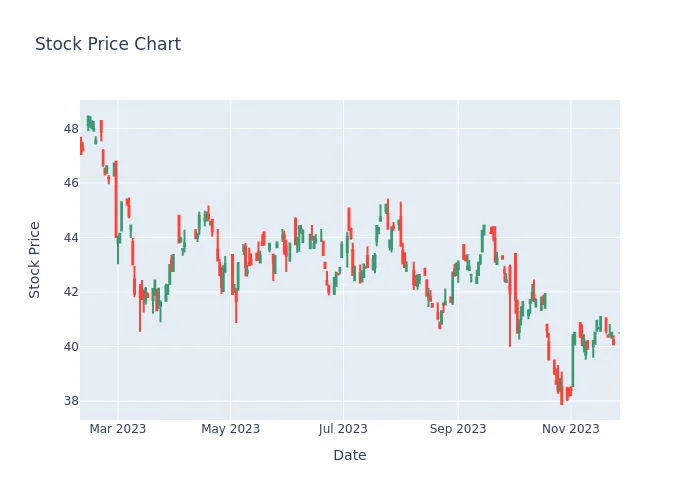 Stock Price Chart
48
46
44
42
40
38
Stock Price
Mar 2023
May 2023
Jul 2023
Sep 2023
Nov 2023
Date